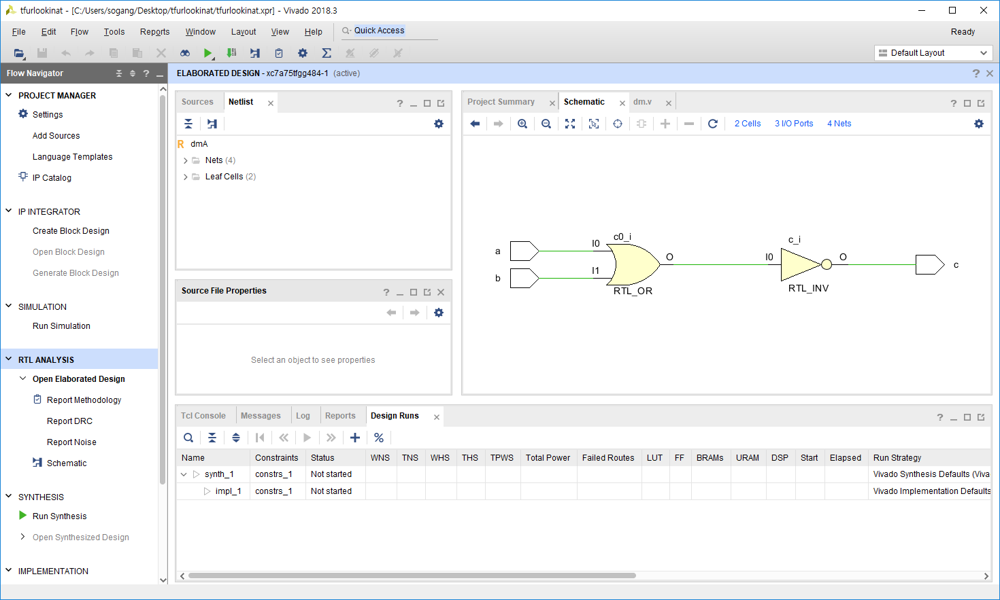 tfurlookinat - [C:/Users/sogang/Desktop/tfurlookinat/tfurlookinat.xpr] - Vivado 2018.3
File Edit Flow Tools Reports Window Layout View Help Quick Access Ready
Default Layout
Flow Navigator
PROJECT MANAGER
Settings
Add Sources
Language Templates
IP Catalog
IP INTEGRATOR
Create Block Design
Open Block Design
Generate Block Design
SIMULATION
Run Simulation
RTL ANALYSIS
Open Elaborated Design
Report Methodology
Report DRC
Report Noise
Schematic
SYNTHESIS
Run Synthesis
Open Synthesized Design
IMPLEMENTATION
ELABORATED DESIGN - xc7a75tfgg484-1 (active)
Sources Netlist
R dmA
Nets (4)
Leaf Cells (2)
Source File Properties
Select an object to see properties
Project Summary Schematic dm.v
2 Cells 3 I/O Ports 4 Nets
c0_i
c_i
I0
a
O
I0
O
c
I1
b
RTL_OR
RTL_INV
Tcl Console Messages Log Reports Design Runs
Name Constraints Status WNS TNS WHS THS TPWS Total Power Failed Routes LUT FF BRAMs URAM DSP Start Elapsed Run Strategy
synth_1 constrs_1 Not started Vivado Synthesis Defaults (Viva
impl_1 constrs_1 Not started Vivado Implementation Defaults